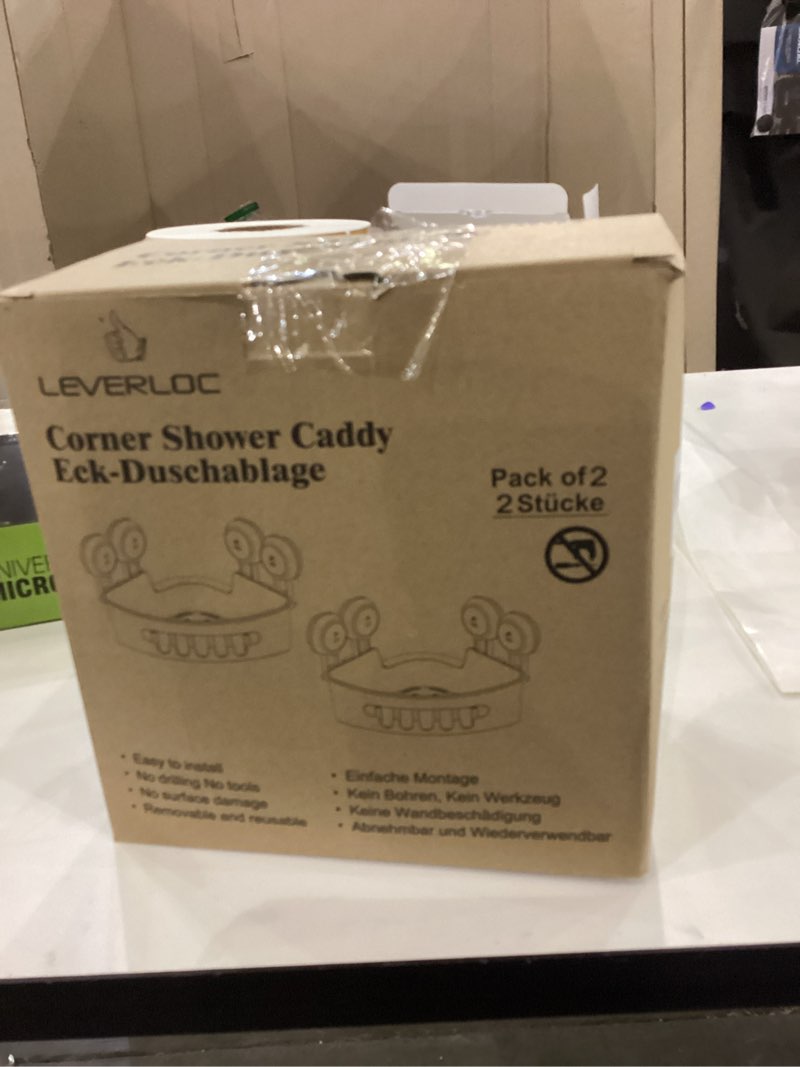 LEVERLOC
Corner Shower Caddy
Eck-Duschablage
Pack of 2
2 Stücke
• Easy to install
• No drilling No tools
• No surface damage
• Removable and reusable
• Einfache Montage
• Kein Bohren, Kein Werkzeug
• Keine Wandbeschädigung
• Abnehmbar und Wiederverwendbar